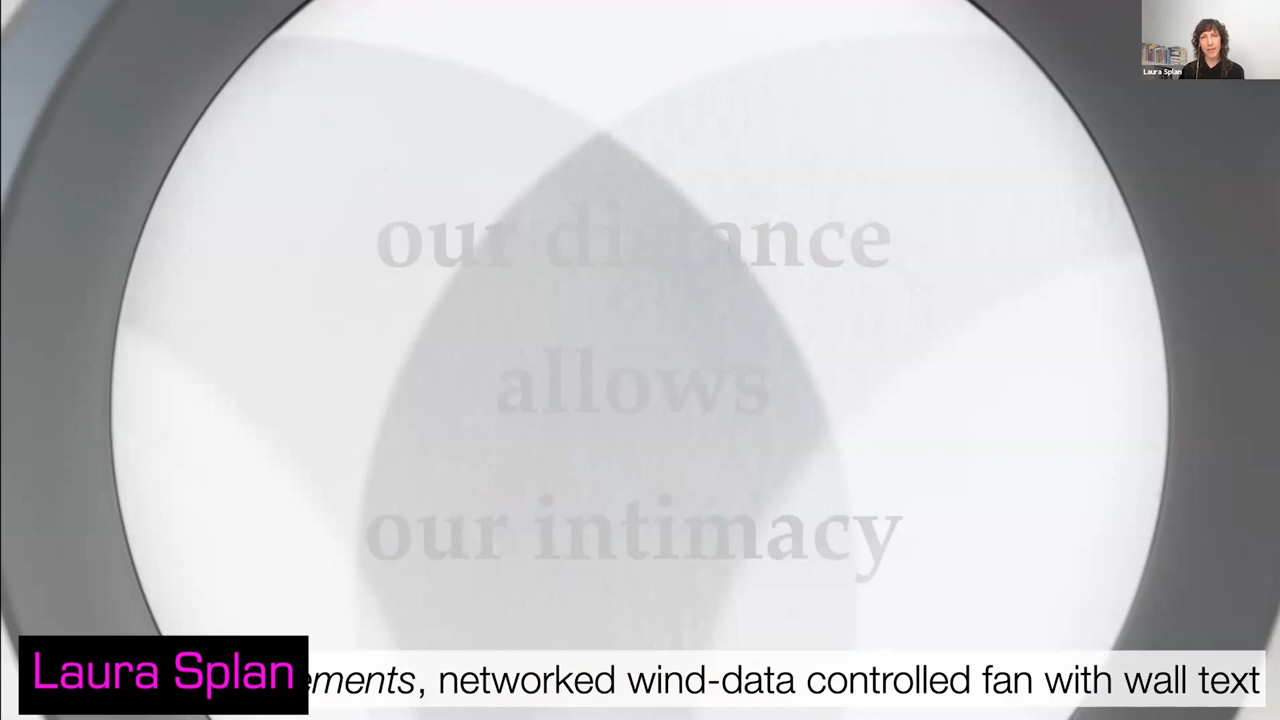 Laura Splan
our distance
allows
our intimacy
Laura Splan
ements, networked wind-data controlled fan with wall text